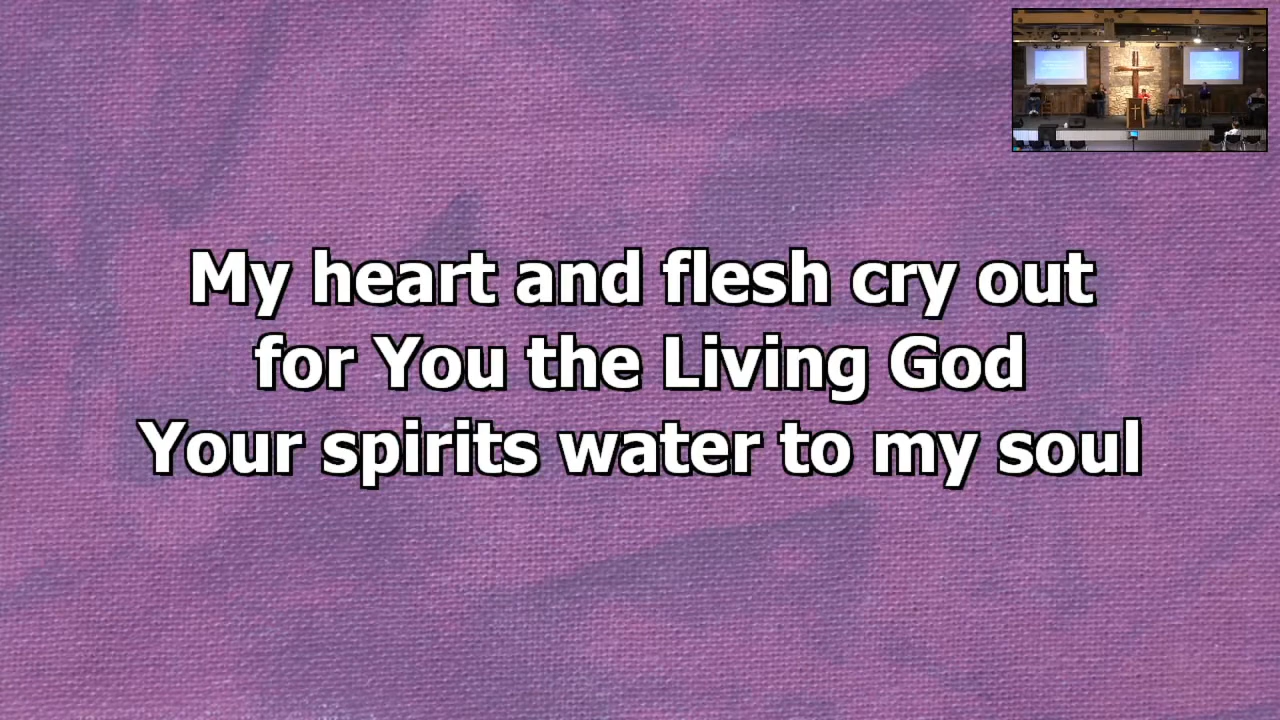 My heart and flesh cry out
for You the Living God
Your spirits water to my soul